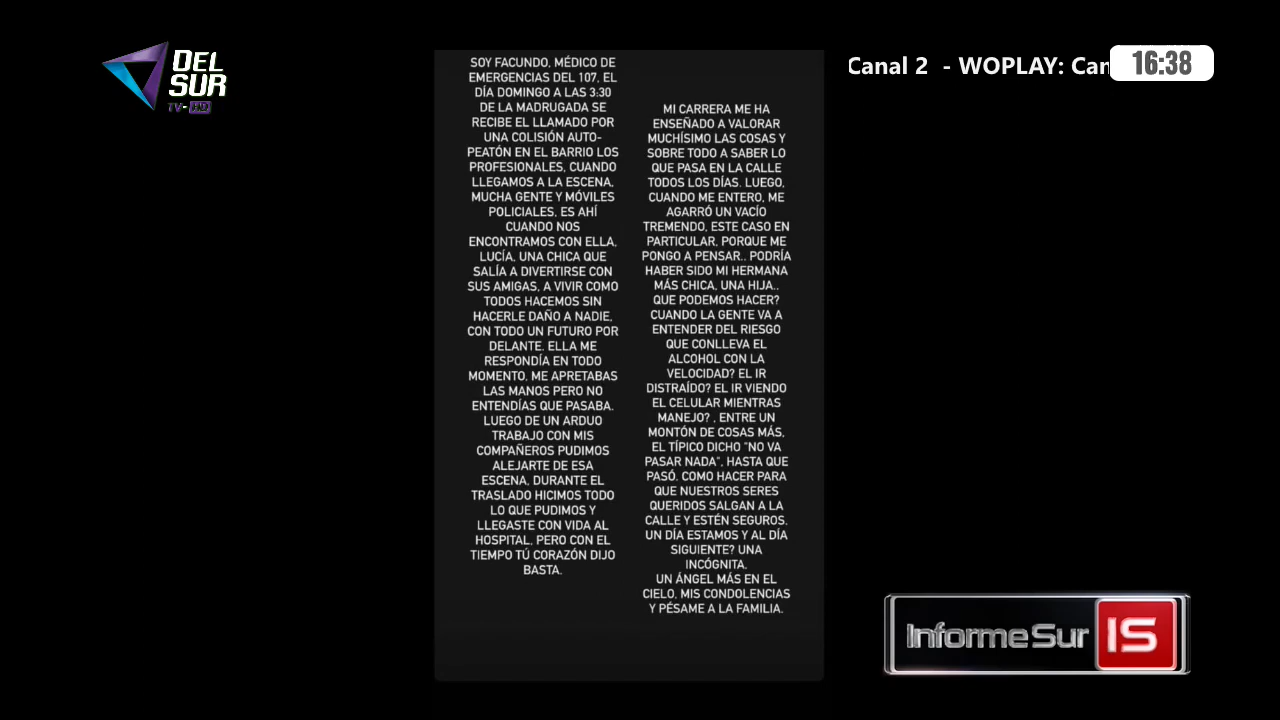 DEL
SUR
TV-HD
Canal 2 - WOPLAY: Can
16:38
SOY FACUNDO, MÉDICO DE
EMERGENCIAS DEL 107, EL
DÍA DOMINGO A LAS 3:30
DE LA MADRUGADA SE
RECIBE EL LLAMADO POR
UNA COLISIÓN AUTO-
PEATÓN EN EL BARRIO LOS
PROFESIONALES, CUANDO
LLEGAMOS A LA ESCENA,
MUCHA GENTE Y MÓVILES
POLICIALES, ES AHÍ
CUANDO NOS
ENCONTRAMOS CON ELLA,
LUCÍA, UNA CHICA QUE
SALÍA A DIVERTIRSE CON
SUS AMIGAS, A VIVIR COMO
TODOS HACEMOS SIN
HACERLE DAÑO A NADIE,
CON TODO UN FUTURO POR
DELANTE. ELLA ME
RESPONDÍA EN TODO
MOMENTO, ME APRETABAS
LAS MANOS PERO NO
ENTENDÍAS QUE PASABA.
LUEGO DE UN ARDUO
TRABAJO CON MIS
COMPAÑEROS PUDIMOS
ALEJARTE DE ESA
ESCENA, DURANTE EL
TRASLADO HICIMOS TODO
LO QUE PUDIMOS Y
LLEGASTE CON VIDA AL
HOSPITAL, PERO CON EL
TIEMPO TÚ CORAZÓN DIJO
BASTA.
MI CARRERA ME HA
ENSEÑADO A VALORAR
MUCHÍSIMO LAS COSAS Y
SOBRE TODO A SABER LO
QUE PASA EN LA CALLE
TODOS LOS DÍAS. LUEGO,
CUANDO ME ENTERO, ME
AGARRÓ UN VACÍO
TREMENDO, ESTE CASO EN
PARTICULAR, PORQUE ME
PONGO A PENSAR.. PODRÍA
HABER SIDO MI HERMANA
MÁS CHICA, UNA HIJA..
QUE PODEMOS HACER?
CUANDO LA GENTE VA A
ENTENDER DEL RIESGO
QUE CONLLEVA EL
ALCOHOL CON LA
VELOCIDAD? EL IR
DISTRAÍDO? EL IR VIENDO
EL CELULAR MIENTRAS
MANEJO? , ENTRE UN
MONTÓN DE COSAS MÁS,
EL TÍPICO DICHO "NO VA
PASAR NADA", HASTA QUE
PASÓ. COMO HACER PARA
QUE NUESTROS SERES
QUERIDOS SALGAN A LA
CALLE Y ESTÉN SEGUROS.
UN DÍA ESTAMOS Y AL DÍA
SIGUIENTE? UNA
INCÓGNITA.
UN ÁNGEL MÁS EN EL
CIELO, MIS CONDOLENCIAS
Y PÉSAME A LA FAMILIA.
InformeSur IS